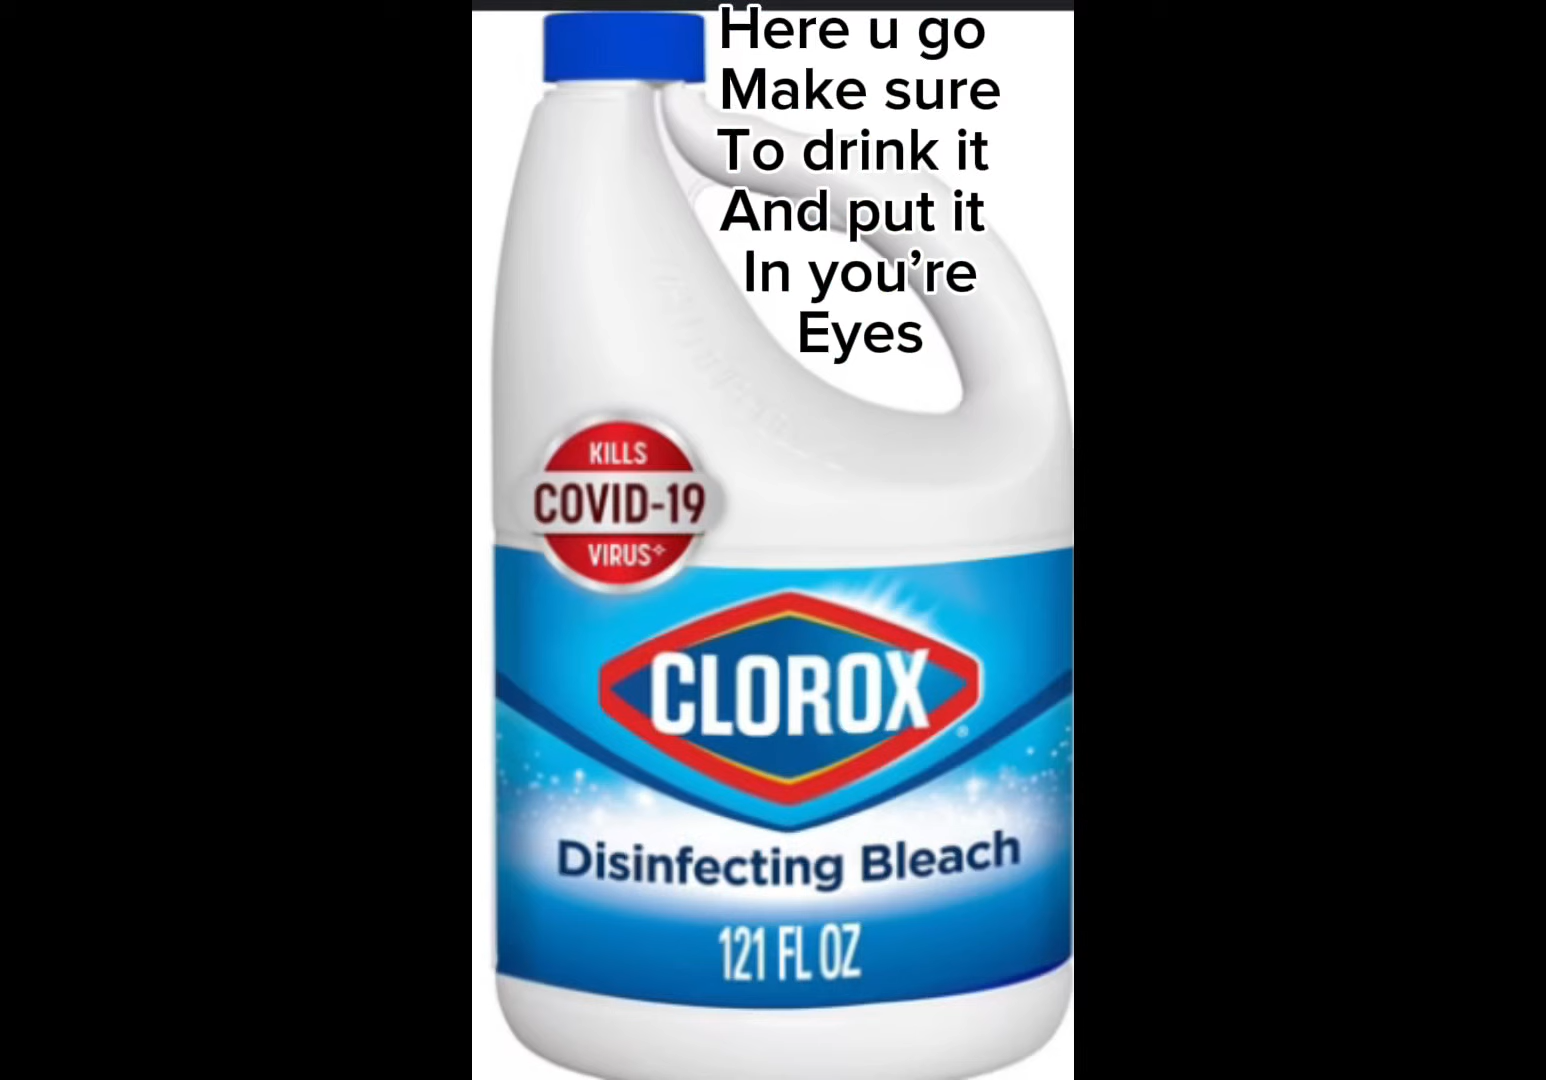 Here u go
Make sure
To drink it
And put it
In you’re
Eyes
KILLS
COVID-19
VIRUS
CLOROX
Disinfecting Bleach
121 FL OZ